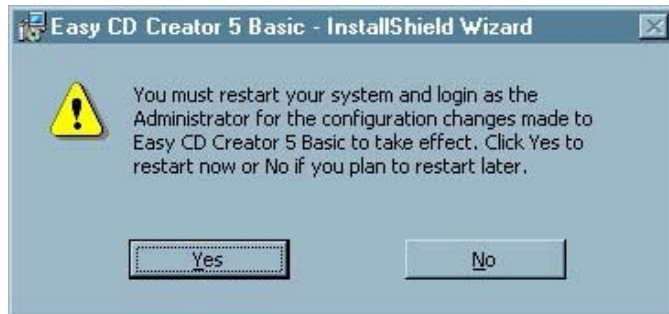 Easy CD Creator 5 Basic - InstallShield Wizard
You must restart your system and login as the
Administrator for the configuration changes made to
Easy CD Creator 5 Basic to take effect. Click Yes to
restart now or No if you plan to restart later.
Yes
No